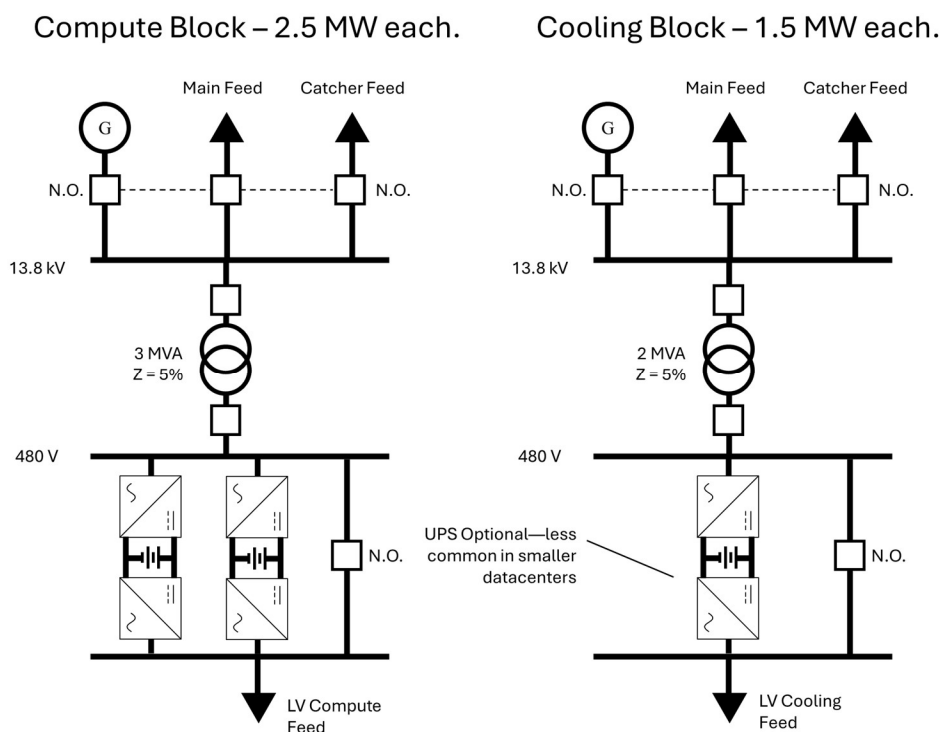 Compute Block – 2.5 MW each.
Cooling Block – 1.5 MW each.
Main Feed
Catcher Feed
G
N.O.
N.O.
13.8 kV
3 MVA
Z = 5%
480 V
N.O.
LV Compute
Feed
Main Feed
Catcher Feed
G
N.O.
N.O.
13.8 kV
2 MVA
Z = 5%
480 V
UPS Optional—less
common in smaller
datacenters
N.O.
LV Cooling
Feed